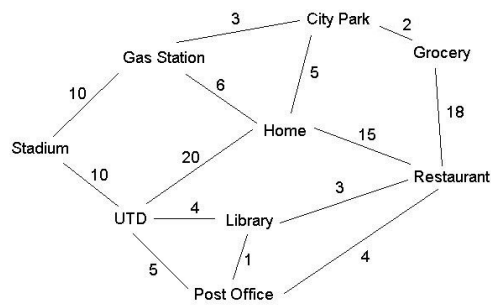 3
City Park
2
Grocery
Gas Station
10
6
5
18
Home
15
Stadium
20
Restaurant
10
3
UTD
4
Library
5
1
4
Post Office